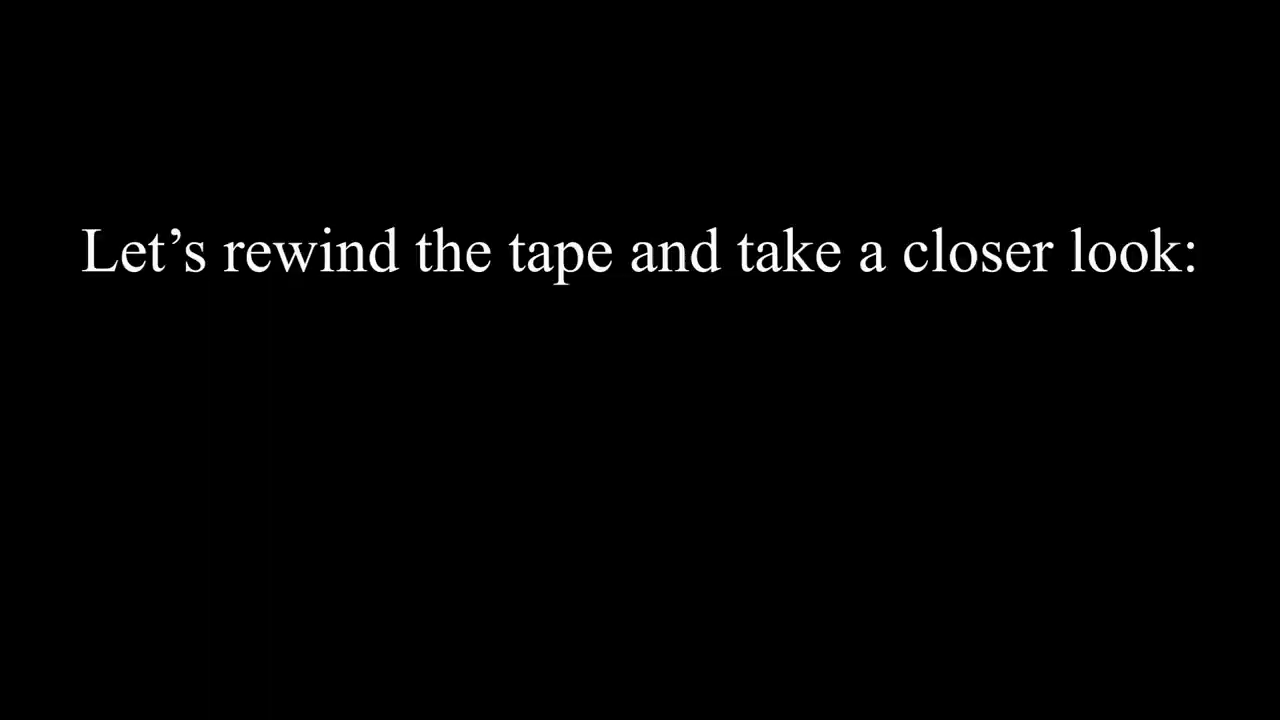 Let’s rewind the tape and take a closer look: